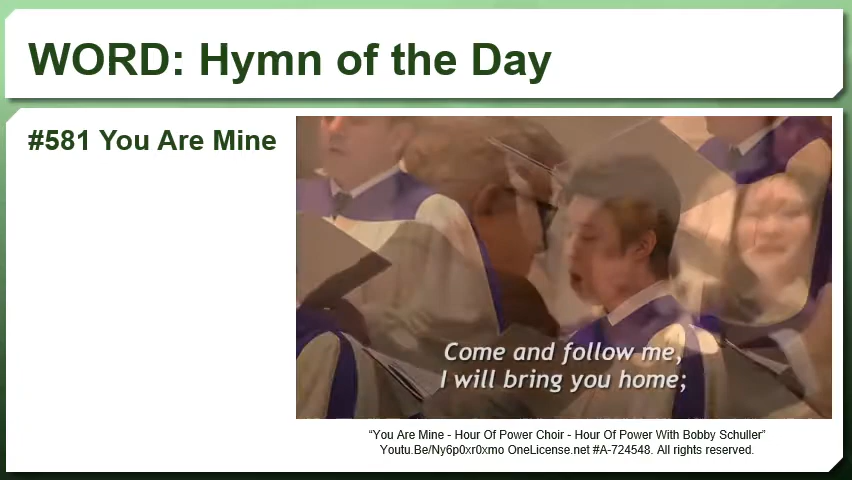 WORD: Hymn of the Day
#581 You Are Mine
Come and follow me,
I will bring you home;
“You Are Mine - Hour Of Power Choir - Hour Of Power With Bobby Schuller”
Youtu.Be/Ny6p0xr0xmo OneLicense.net #A-724548. All rights reserved.